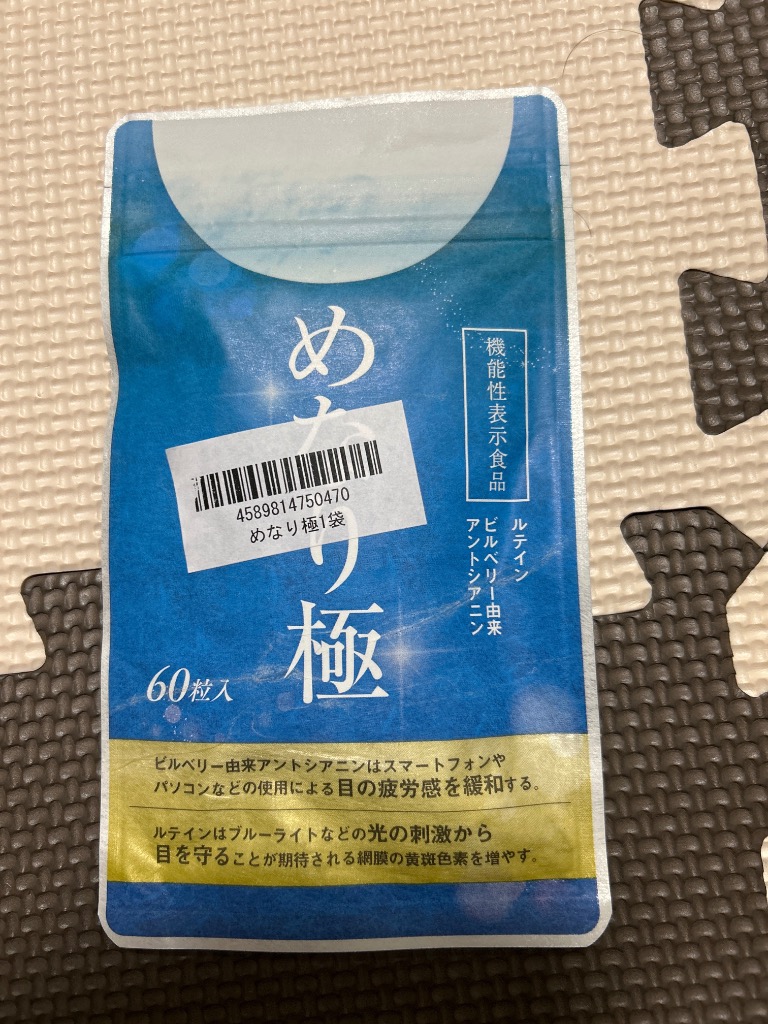 めなり極
機能性表示食品
ルテイン
ビルベリー由来
アントシアニン
4589814750470
めなり極1袋
60粒入
ビルベリー由来アントシアニンはスマートフォンや
パソコンなどの使用による目の疲労感を緩和する。
ルテインはブルーライトなどの光の刺激から
目を守ることが期待される網膜の黄斑色素を増やす。